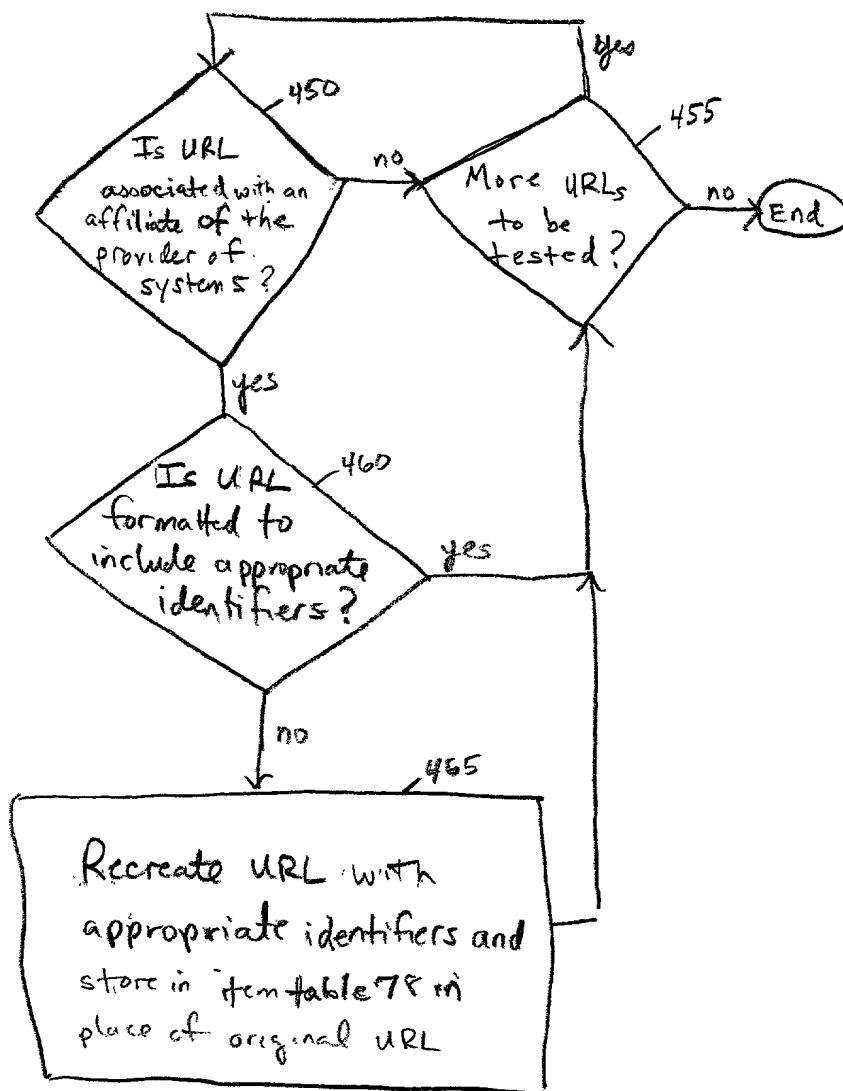 yes
450
455
Is URL
associated with an
affiliate of the
provider of
system 5?
no
More URLs
to be
tested?
no
End
yes
460
Is URL
formatted to
include appropriate
identifiers?
yes
no
465
Recreate URL with
appropriate identifiers and
store in item table 78 in
place of original URL